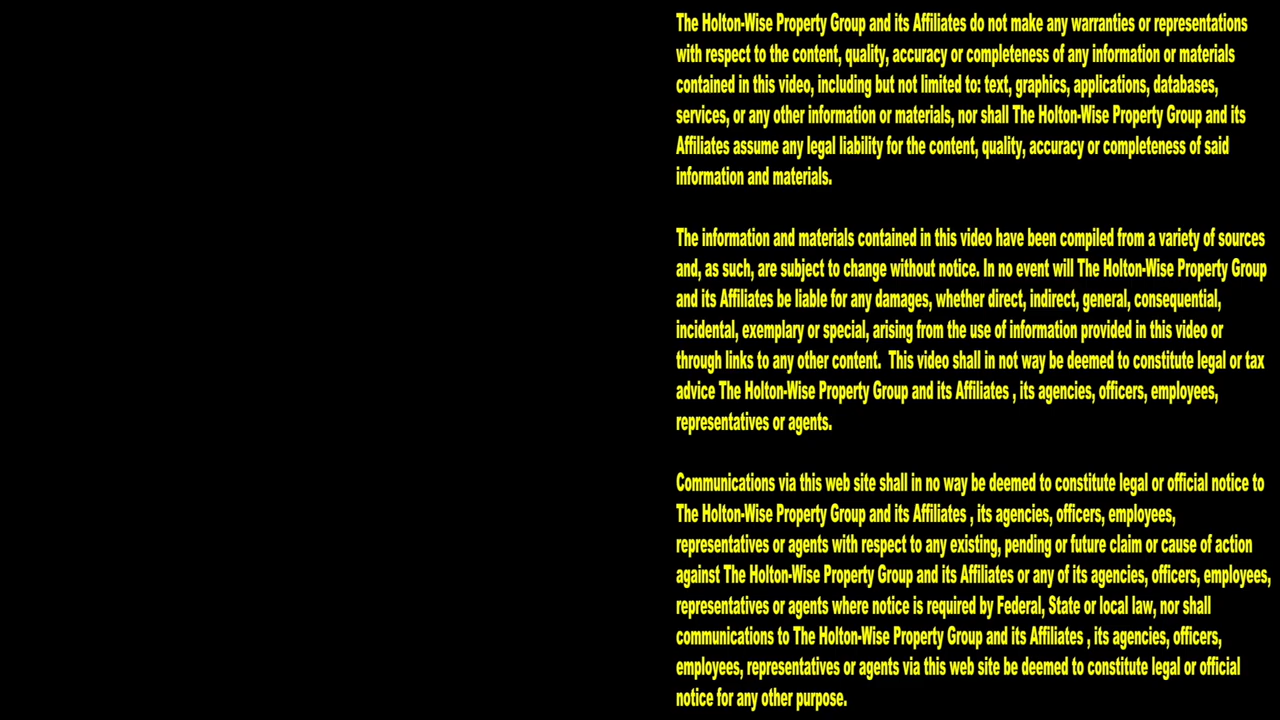 The Holton-Wise Property Group and its Affiliates do not make any warranties or representations
with respect to the content, quality, accuracy or completeness of any information or materials
contained in this video, including but not limited to: text, graphics, applications, databases,
services, or any other information or materials, nor shall The Holton-Wise Property Group and its
Affiliates assume any legal liability for the content, quality, accuracy or completeness of said
information and materials.
The information and materials contained in this video have been compiled from a variety of sources
and, as such, are subject to change without notice. In no event will The Holton-Wise Property Group
and its Affiliates be liable for any damages, whether direct, indirect, general, consequential,
incidental, exemplary or special, arising from the use of information provided in this video or
through links to any other content.  This video shall in not way be deemed to constitute legal or tax
advice The Holton-Wise Property Group and its Affiliates , its agencies, officers, employees,
representatives or agents.
Communications via this web site shall in no way be deemed to constitute legal or official notice to
The Holton-Wise Property Group and its Affiliates , its agencies, officers, employees,
representatives or agents with respect to any existing, pending or future claim or cause of action
against The Holton-Wise Property Group and its Affiliates or any of its agencies, officers, employees,
representatives or agents where notice is required by Federal, State or local law, nor shall
communications to The Holton-Wise Property Group and its Affiliates , its agencies, officers,
employees, representatives or agents via this web site be deemed to constitute legal or official
notice for any other purpose.